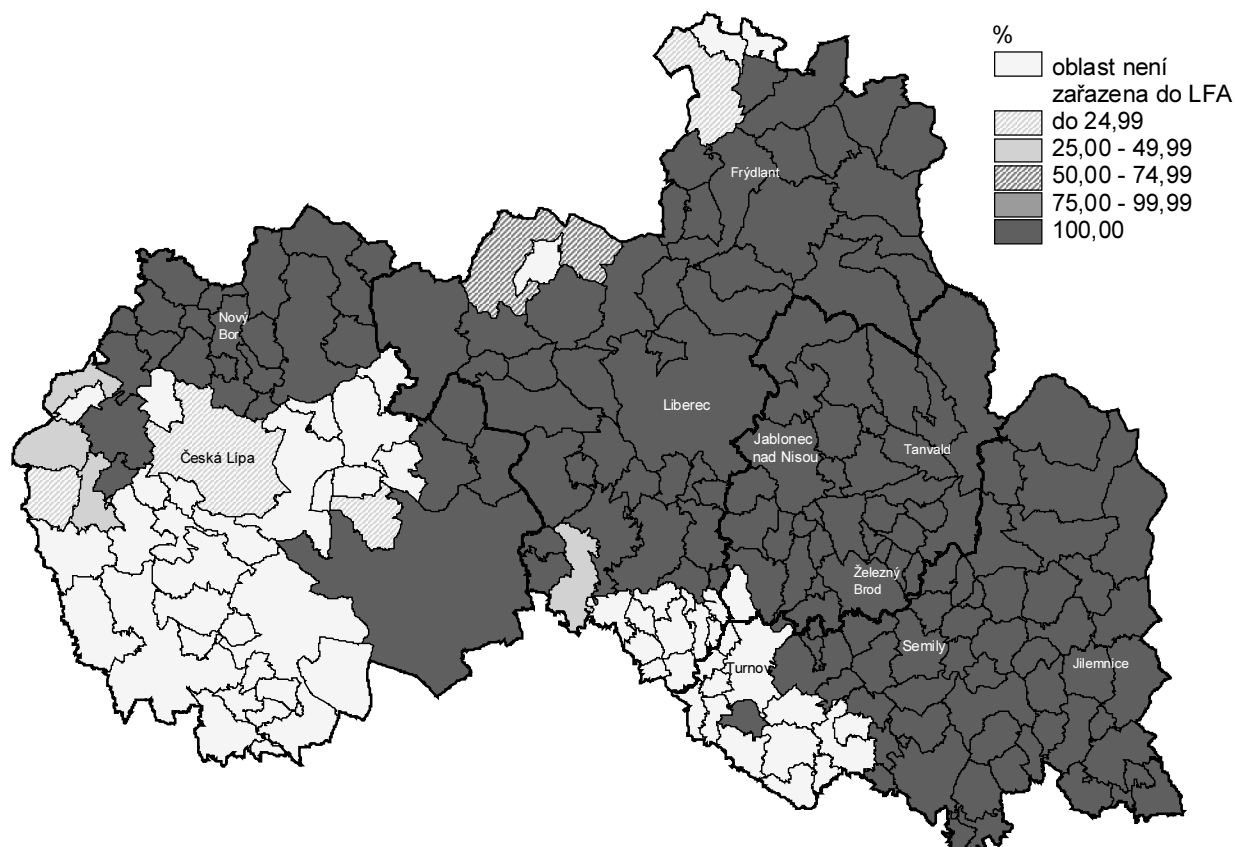 %
oblast není
zařazena do LFA
do 24,99
25,00 - 49,99
50,00 - 74,99
75,00 - 99,99
100,00
Frýdlant
Nový
Bor
Liberec
Jablonec
nad Nisou
Tanvald
Česká Lípa
Železný
Brod
Semily
Turnov
Jilemnice